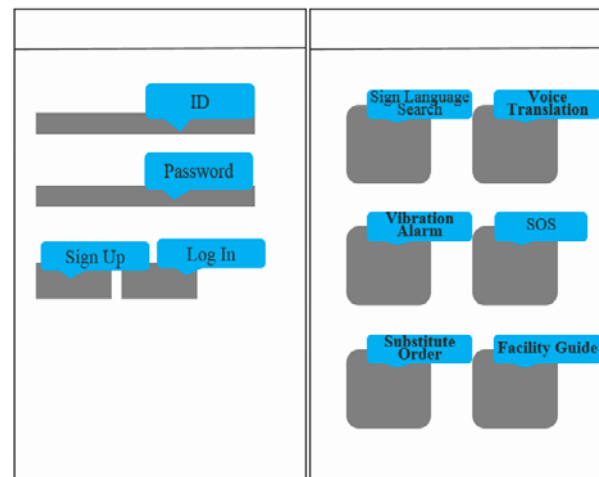 ID
Password
Sign Up
Log In
Sign Language
Search
Voice
Translation
Vibration
Alarm
SOS
Substitute
Order
Facility Guide